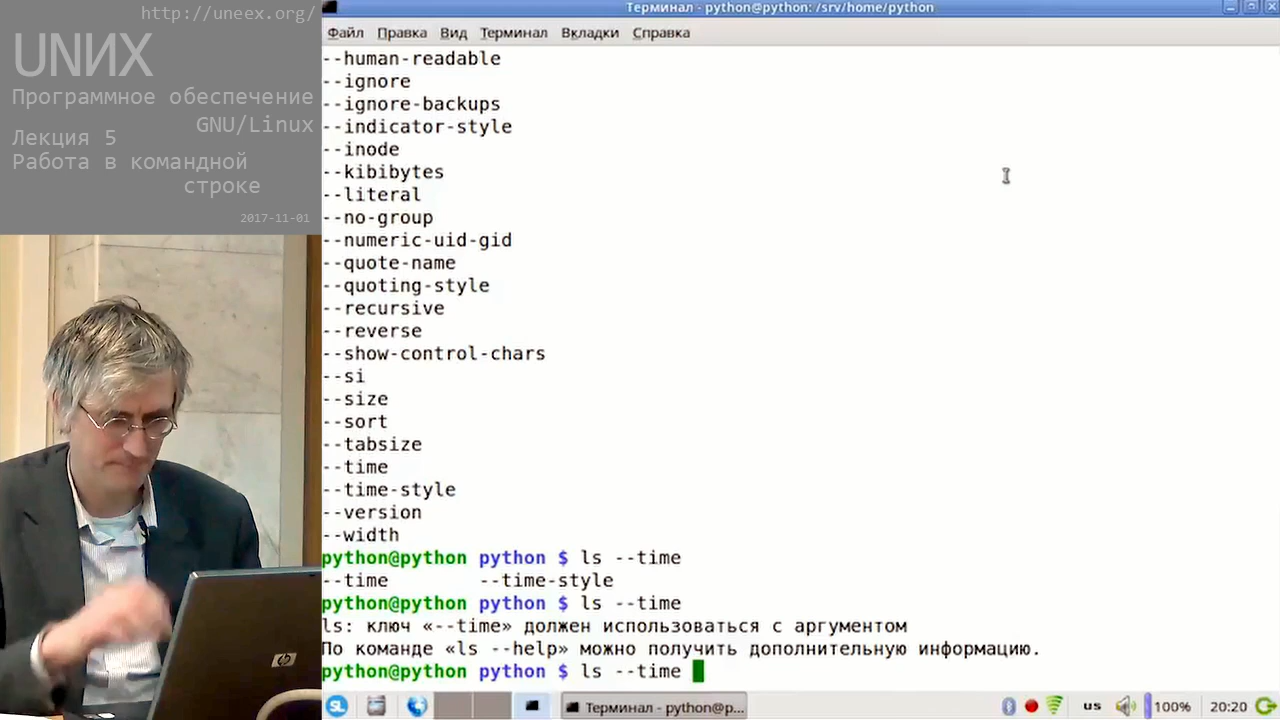 http://uneex.org/
UNИX
Программное обеспечение
GNU/Linux
Лекция 5
Работа в командной
строке
2017-11-01
Терминал - python@python: /srv/home/python
Файл Правка Вид Терминал Вкладки Справка
--human-readable
--ignore
--ignore-backups
--indicator-style
--inode
--kibibytes
--literal
--no-group
--numeric-uid-gid
--quote-name
--quoting-style
--recursive
--reverse
--show-control-chars
--si
--size
--sort
--tabsize
--time
--time-style
--version
--width
python@python python $ ls --time
--time --time-style
python@python python $ ls --time
ls: ключ «--time» должен использоваться с аргументом
По команде «ls --help» можно получить дополнительную информацию.
python@python python $ ls --time
hp
SL
Терминал - python@p...
us
100%
20:20